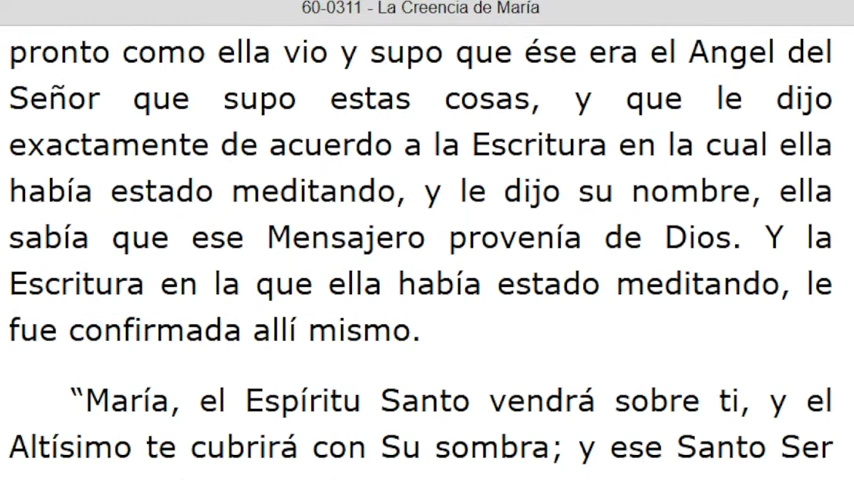 60-0311 - La Creencia de María
pronto como ella vio y supo que ése era el Angel del
Señor que supo estas cosas, y que le dijo
exactamente de acuerdo a la Escritura en la cual ella
había estado meditando, y le dijo su nombre, ella
sabía que ese Mensajero provenía de Dios. Y la
Escritura en la que ella había estado meditando, le
fue confirmada allí mismo.
“María, el Espíritu Santo vendrá sobre ti, y el
Altísimo te cubrirá con Su sombra; y ese Santo Ser